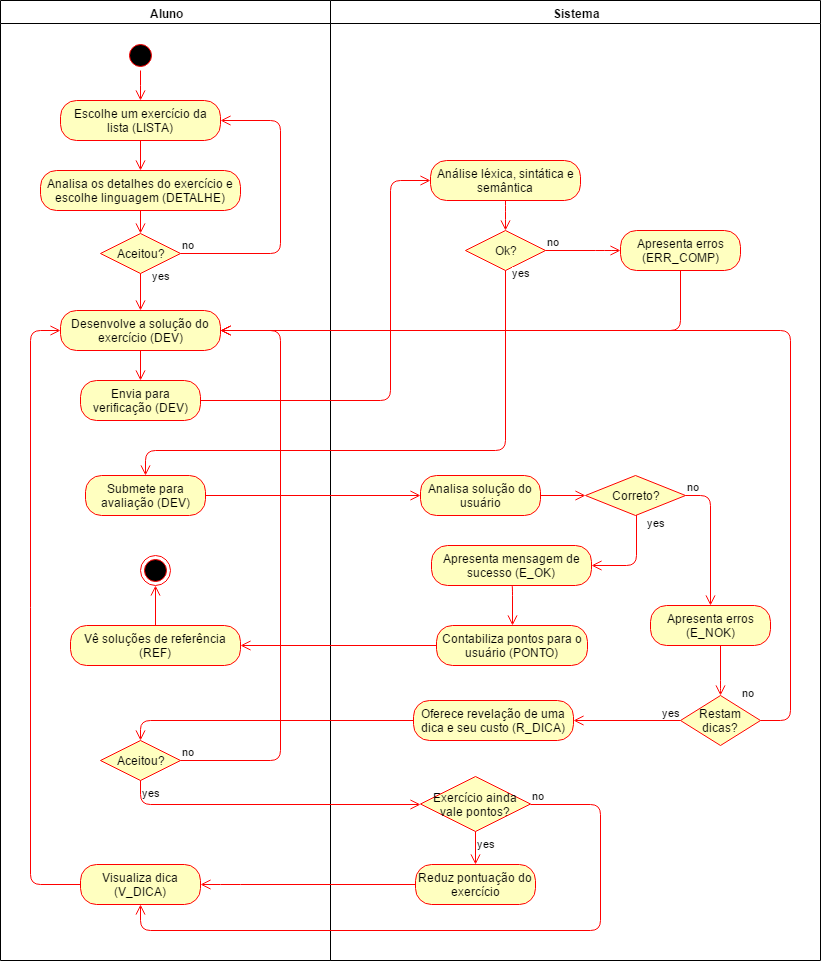 Aluno
Sistema
Escolhe um exercício da
lista (LISTA)
Analisa os detalhes do exercício e
escolhe linguagem (DETALHE)
Aceitou?
no
yes
Análise léxica, sintática e
semântica
Ok?
no
yes
Apresenta erros
(ERR_COMP)
Desenvolve a solução do
exercício (DEV)
Envia para
verificação (DEV)
Submete para
avaliação (DEV)
Analisa solução do
usuário
Correto?
no
yes
Apresenta mensagem de
sucesso (E_OK)
Apresenta erros
(E_NOK)
Contabiliza pontos para o
usuário (PONTO)
Vê soluções de referência
(REF)
Restam
dicas?
no
yes
Oferece revelação de uma
dica e seu custo (R_DICA)
Aceitou?
no
yes
Exercício ainda
vale pontos?
no
yes
Reduz pontuação do
exercício
Visualiza dica
(V_DICA)